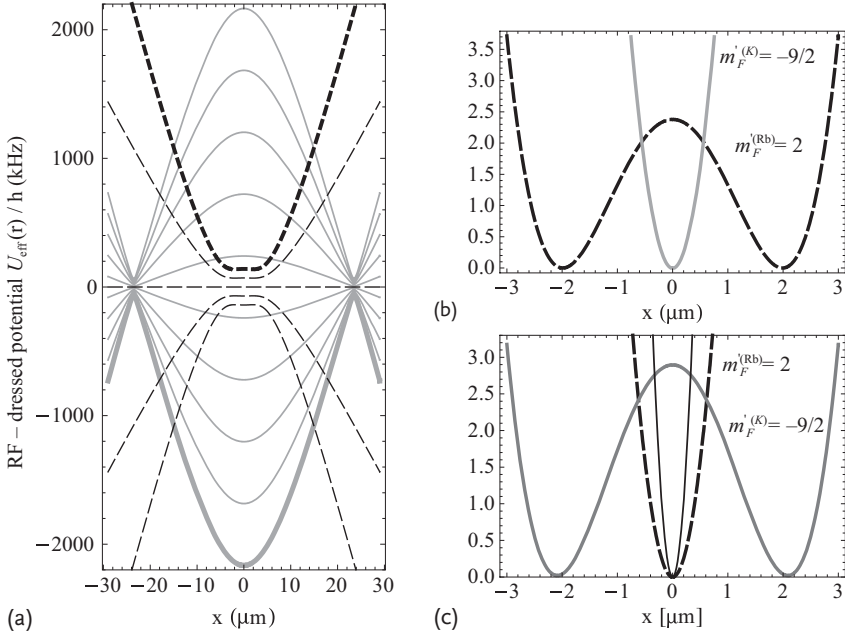 2200
1000
0
−1000
−2000
−30 −20 −10 0 10 20 30
RF − dressed potential U_eff(r) / h (kHz)
x (μm)
(a)
3.5
3.0
2.5
2.0
1.5
1.0
0.5
0.0
−3 −2 −1 0 1 2 3
m'_F^(K) = −9/2
m'_F^(Rb) = 2
(b)
x (μm)
3.0
2.5
2.0
1.5
1.0
0.5
0.0
−3 −2 −1 0 1 2 3
m'_F^(Rb) = 2
m'_F^(K) = −9/2
(c)
x [μm]